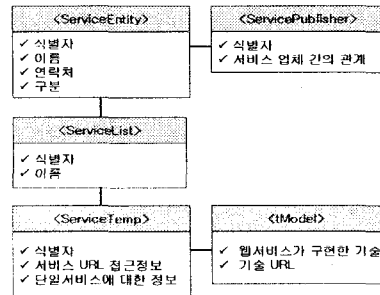 <ServiceEntity>
✓ 식별자
✓ 이름
✓ 연락처
✓ 구분
<ServicePublisher>
✓ 식별자
✓ 서비스 업체 간의 관계
<ServiceList>
✓ 식별자
✓ 이름
<ServiceTemp>
✓ 식별자
✓ 서비스 URL 접근정보
✓ 단일서비스에 대한 정보
<tModel>
✓ 웹서비스가 구현한 기술
✓ 기술 URL